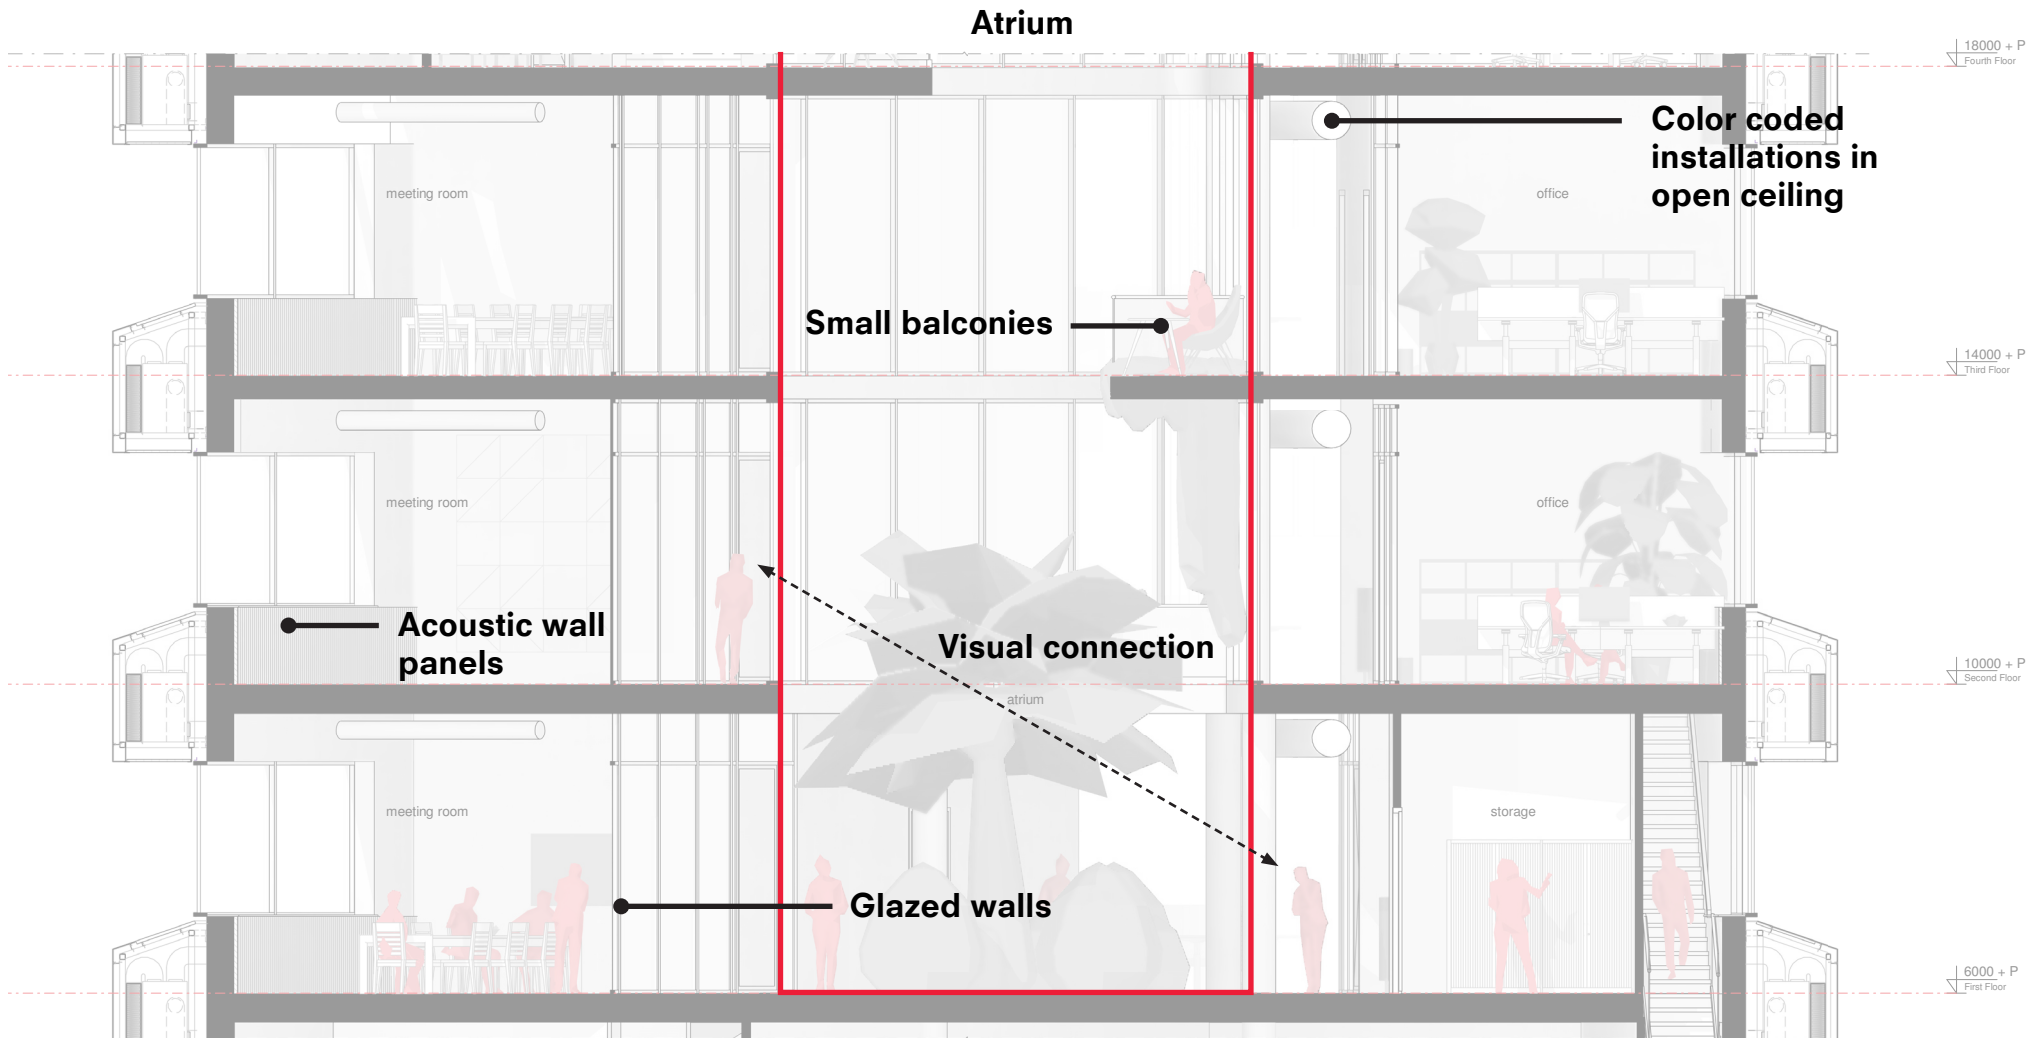 Atrium
18000 + P
Fourth Floor
Color coded
installations in
open ceiling
meeting room
office
Small balconies
14000 + P
Third Floor
meeting room
office
Acoustic wall
panels
Visual connection
10000 + P
Second Floor
atrium
meeting room
storage
Glazed walls
6000 + P
First Floor